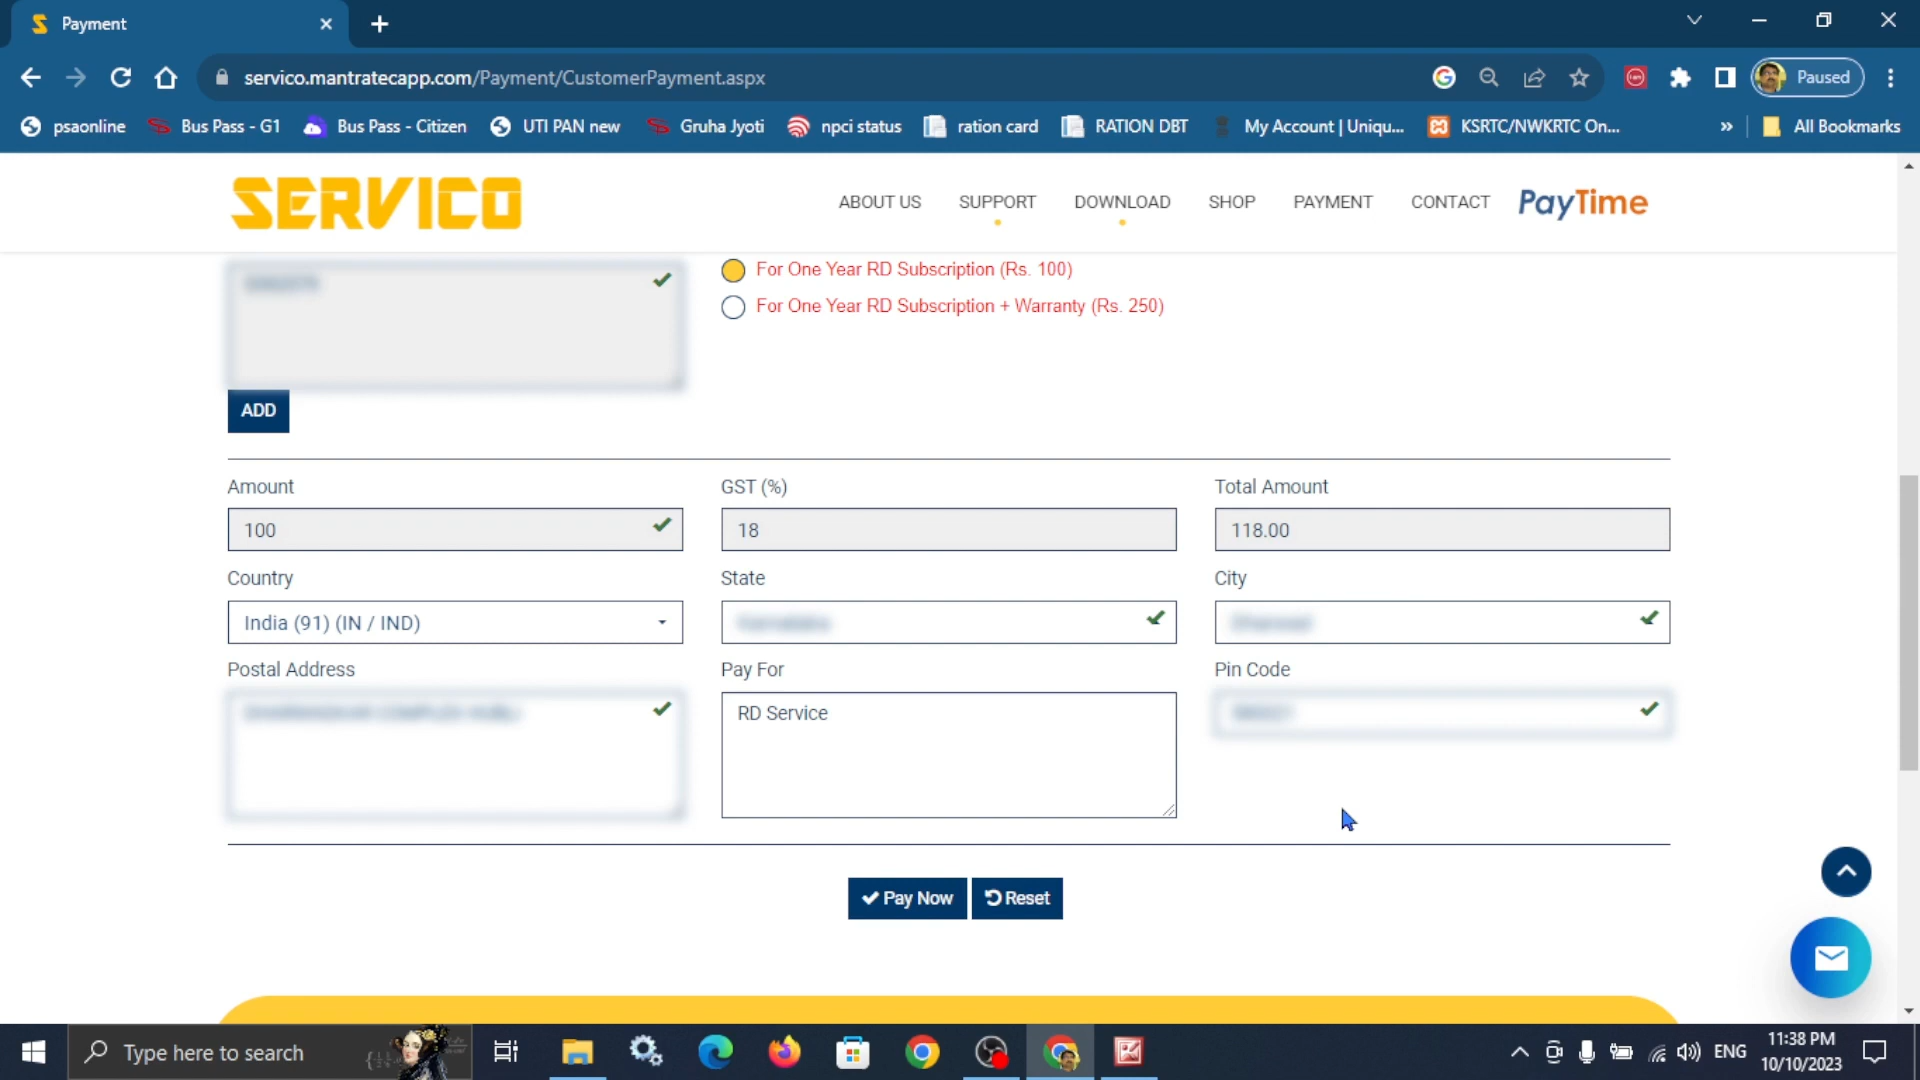 Payment
servico.mantratecapp.com/Payment/CustomerPayment.aspx
Paused
psaonline
Bus Pass - G1
Bus Pass - Citizen
UTI PAN new
Gruha Jyoti
npci status
ration card
RATION DBT
My Account | Uniqu...
KSRTC/NWKRTC On...
»
All Bookmarks
SERVICO
ABOUT US
SUPPORT
DOWNLOAD
SHOP
PAYMENT
CONTACT
PayTime
For One Year RD Subscription (Rs. 100)
For One Year RD Subscription + Warranty (Rs. 250)
ADD
Amount
GST (%)
Total Amount
100
18
118.00
Country
State
City
India (91) (IN / IND)
Postal Address
Pay For
Pin Code
RD Service
Pay Now
Reset
Type here to search
ENG
11:38 PM
10/10/2023